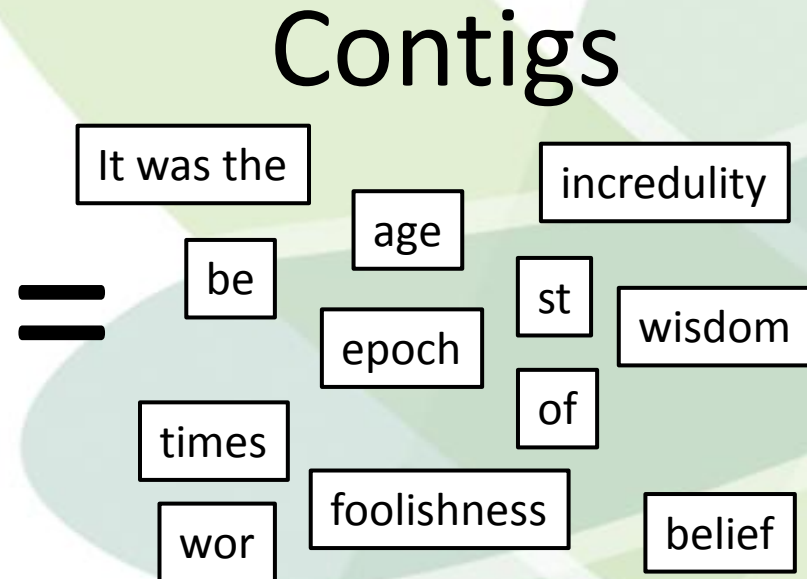 Contigs
It was the
incredulity
age
be
st
=
wisdom
epoch
of
times
foolishness
belief
wor